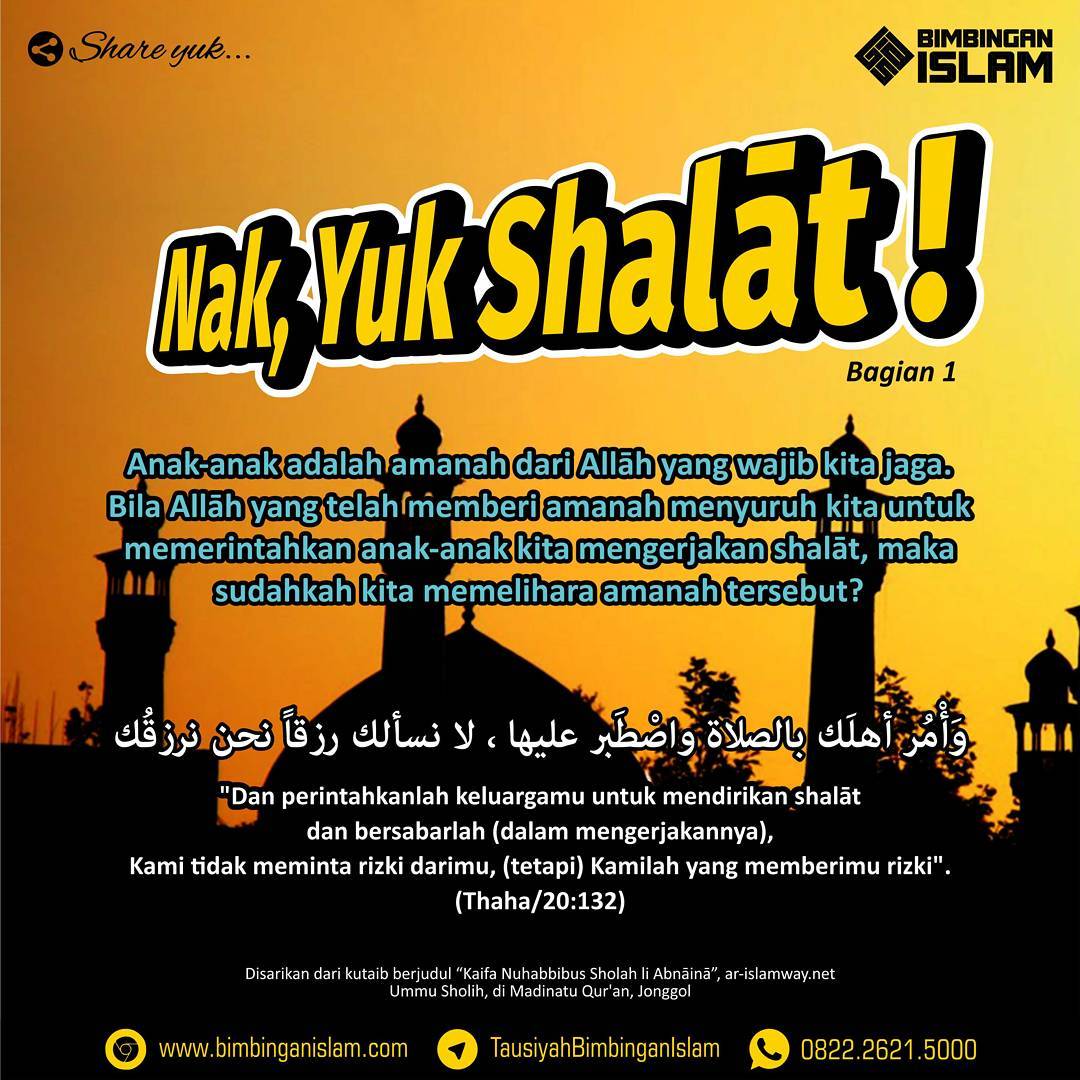 Share yuk...
BIMBINGAN
ISLAM
Nak, Yuk Shalāt !
Bagian 1
Anak-anak adalah amanah dari Allāh yang wajib kita jaga.
Bila Allāh yang telah memberi amanah menyuruh kita untuk
memerintahkan anak-anak kita mengerjakan shalāt, maka
sudahkah kita memelihara amanah tersebut?
وَأْمُر أهلَك بالصلاة واصْطَبر عليها ، لا نسألك رزقاً نحن نرزقُك
"Dan perintahkanlah keluargamu untuk mendirikan shalāt
dan bersabarlah (dalam mengerjakannya),
Kami tidak meminta rizki darimu, (tetapi) Kamilah yang memberimu rizki".
(Thaha/20:132)
Disarikan dari kutaib berjudul “Kaifa Nuhabbibus Sholah li Abnāinā”, ar-islamway.net
Ummu Sholih, di Madinatu Qur'an, Jonggol
www.bimbinganislam.com
TausiyahBimbinganIslam
0822.2621.5000